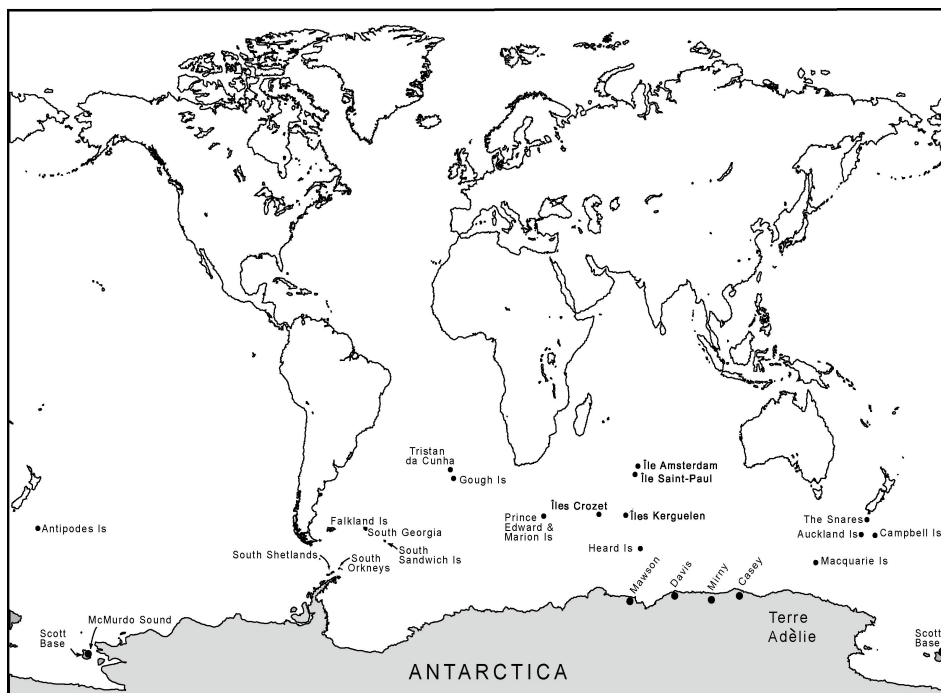 Tristan
da Cunha
Gough Is
Île Amsterdam
Île Saint-Paul
Antipodes Is
Falkland Is
South Georgia
South
Sandwich Is
South Shetlands
South
Orkneys
Prince
Edward &
Marion Is
Îles Crozet
Îles Kerguelen
Heard Is
The Snares
Auckland Is
Campbell Is
Macquarie Is
Mawson
Davis
Mirny
Casey
Terre
Adèlie
McMurdo Sound
Scott
Base
Scott
Base
ANTARCTICA